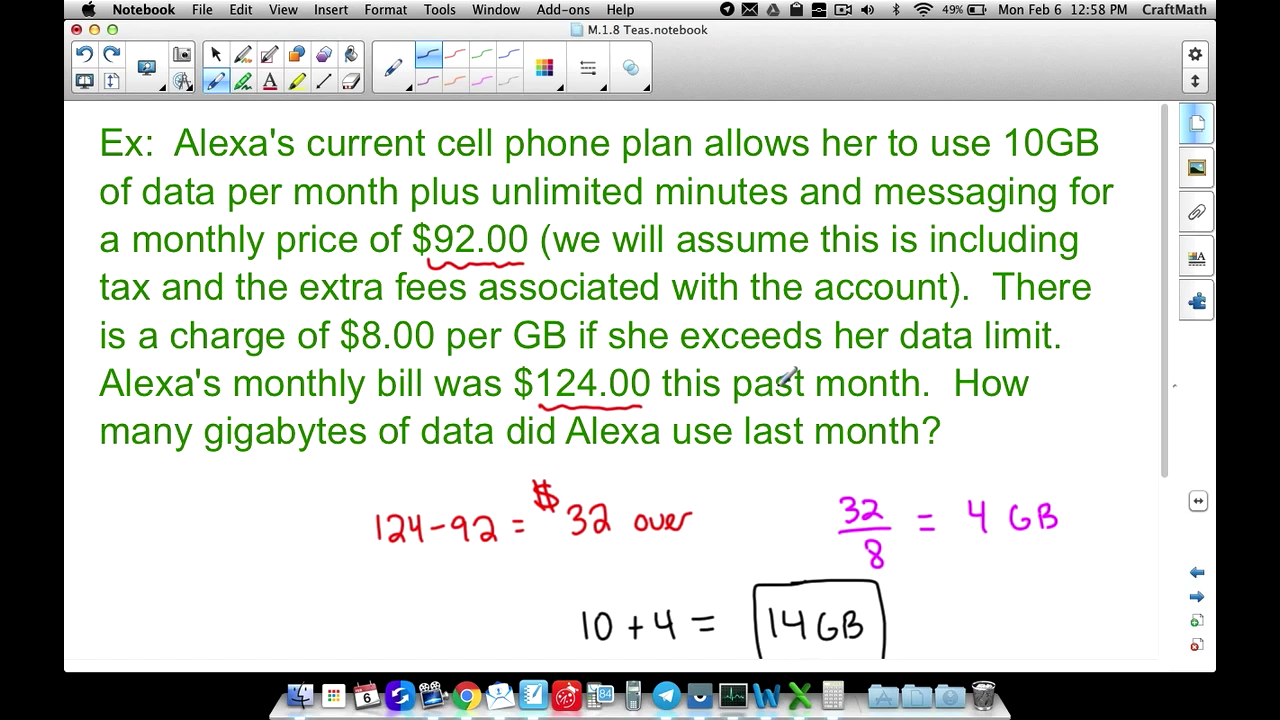 Notebook File Edit View Insert Format Tools Window Add-ons Help 49% Mon Feb 6 12:58 PM CraftMath
M.1.8 Teas.notebook
Ex: Alexa's current cell phone plan allows her to use 10GB
of data per month plus unlimited minutes and messaging for
a monthly price of $92.00 (we will assume this is including
tax and the extra fees associated with the account). There
is a charge of $8.00 per GB if she exceeds her data limit.
Alexa's monthly bill was $124.00 this past month. How
many gigabytes of data did Alexa use last month?
124-92 = $32 over
32/8 = 4 GB
10 + 4 = 14 GB